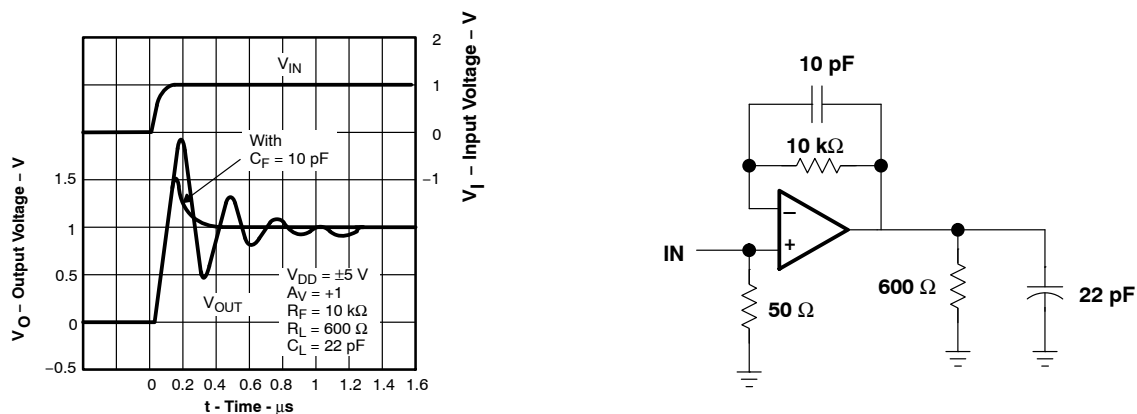 2
V_I – Input Voltage – V
V_IN
1
0
With
C_F = 10 pF
−1
V_O – Output Voltage – V
1.5
1
0.5
0
−0.5
V_OUT
V_DD = ±5 V
A_V = +1
R_F = 10 kΩ
R_L = 600 Ω
C_L = 22 pF
0 0.2 0.4 0.6 0.8 1 1.2 1.4 1.6
t - Time - μs
10 pF
10 kΩ
−
+
IN
50 Ω
600 Ω
22 pF